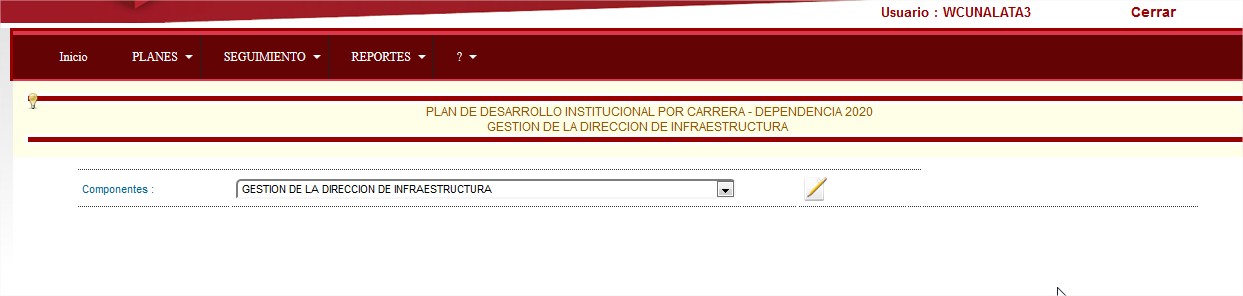 Usuario : WCUNALATA3 Cerrar
Inicio PLANES SEGUIMIENTO REPORTES ?
PLAN DE DESARROLLO INSTITUCIONAL POR CARRERA - DEPENDENCIA 2020
GESTION DE LA DIRECCION DE INFRAESTRUCTURA
Componentes : GESTION DE LA DIRECCION DE INFRAESTRUCTURA